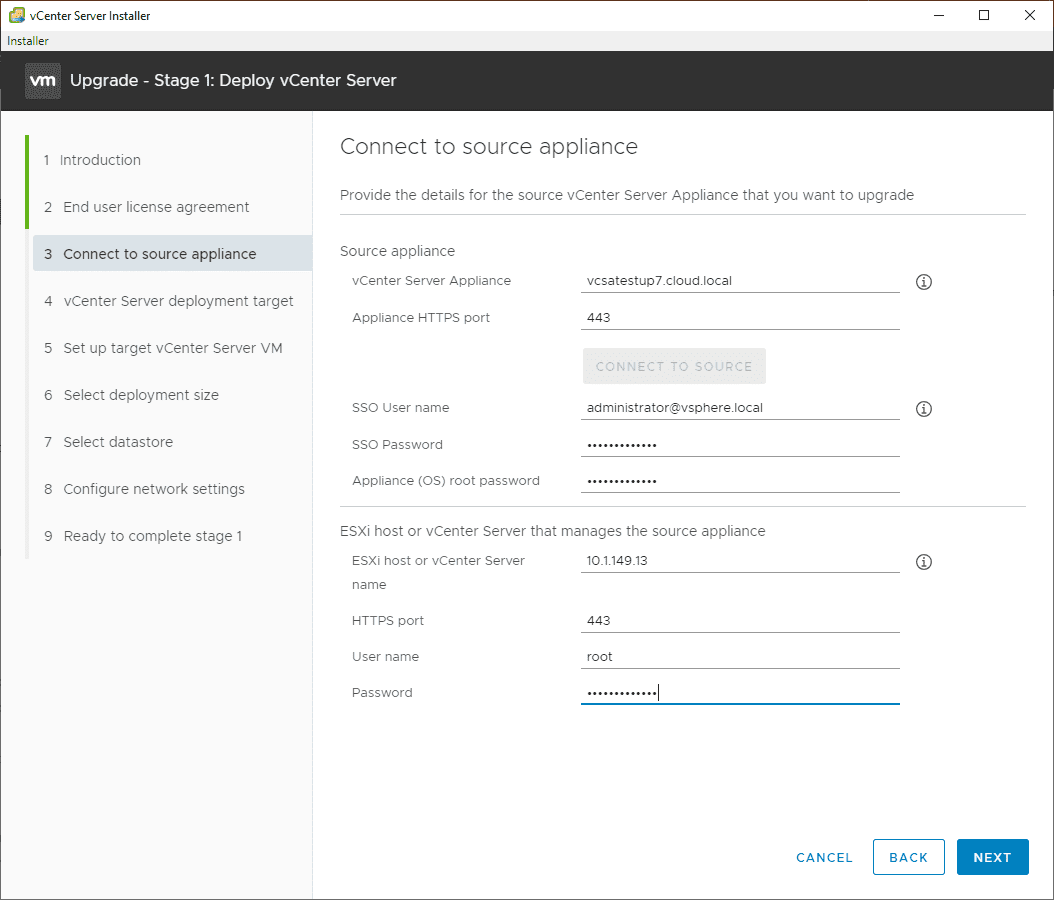 vCenter Server Installer
Installer
vm Upgrade - Stage 1: Deploy vCenter Server
1 Introduction
2 End user license agreement
3 Connect to source appliance
4 vCenter Server deployment target
5 Set up target vCenter Server VM
6 Select deployment size
7 Select datastore
8 Configure network settings
9 Ready to complete stage 1
Connect to source appliance
Provide the details for the source vCenter Server Appliance that you want to upgrade
Source appliance
vCenter Server Appliance vcsatestup7.cloud.local
Appliance HTTPS port 443
CONNECT TO SOURCE
SSO User name administrator@vsphere.local
SSO Password •••••••••••••
Appliance (OS) root password •••••••••••••
ESXi host or vCenter Server that manages the source appliance
ESXi host or vCenter Server 10.1.149.13
name
HTTPS port 443
User name root
Password •••••••••••••
CANCEL BACK NEXT